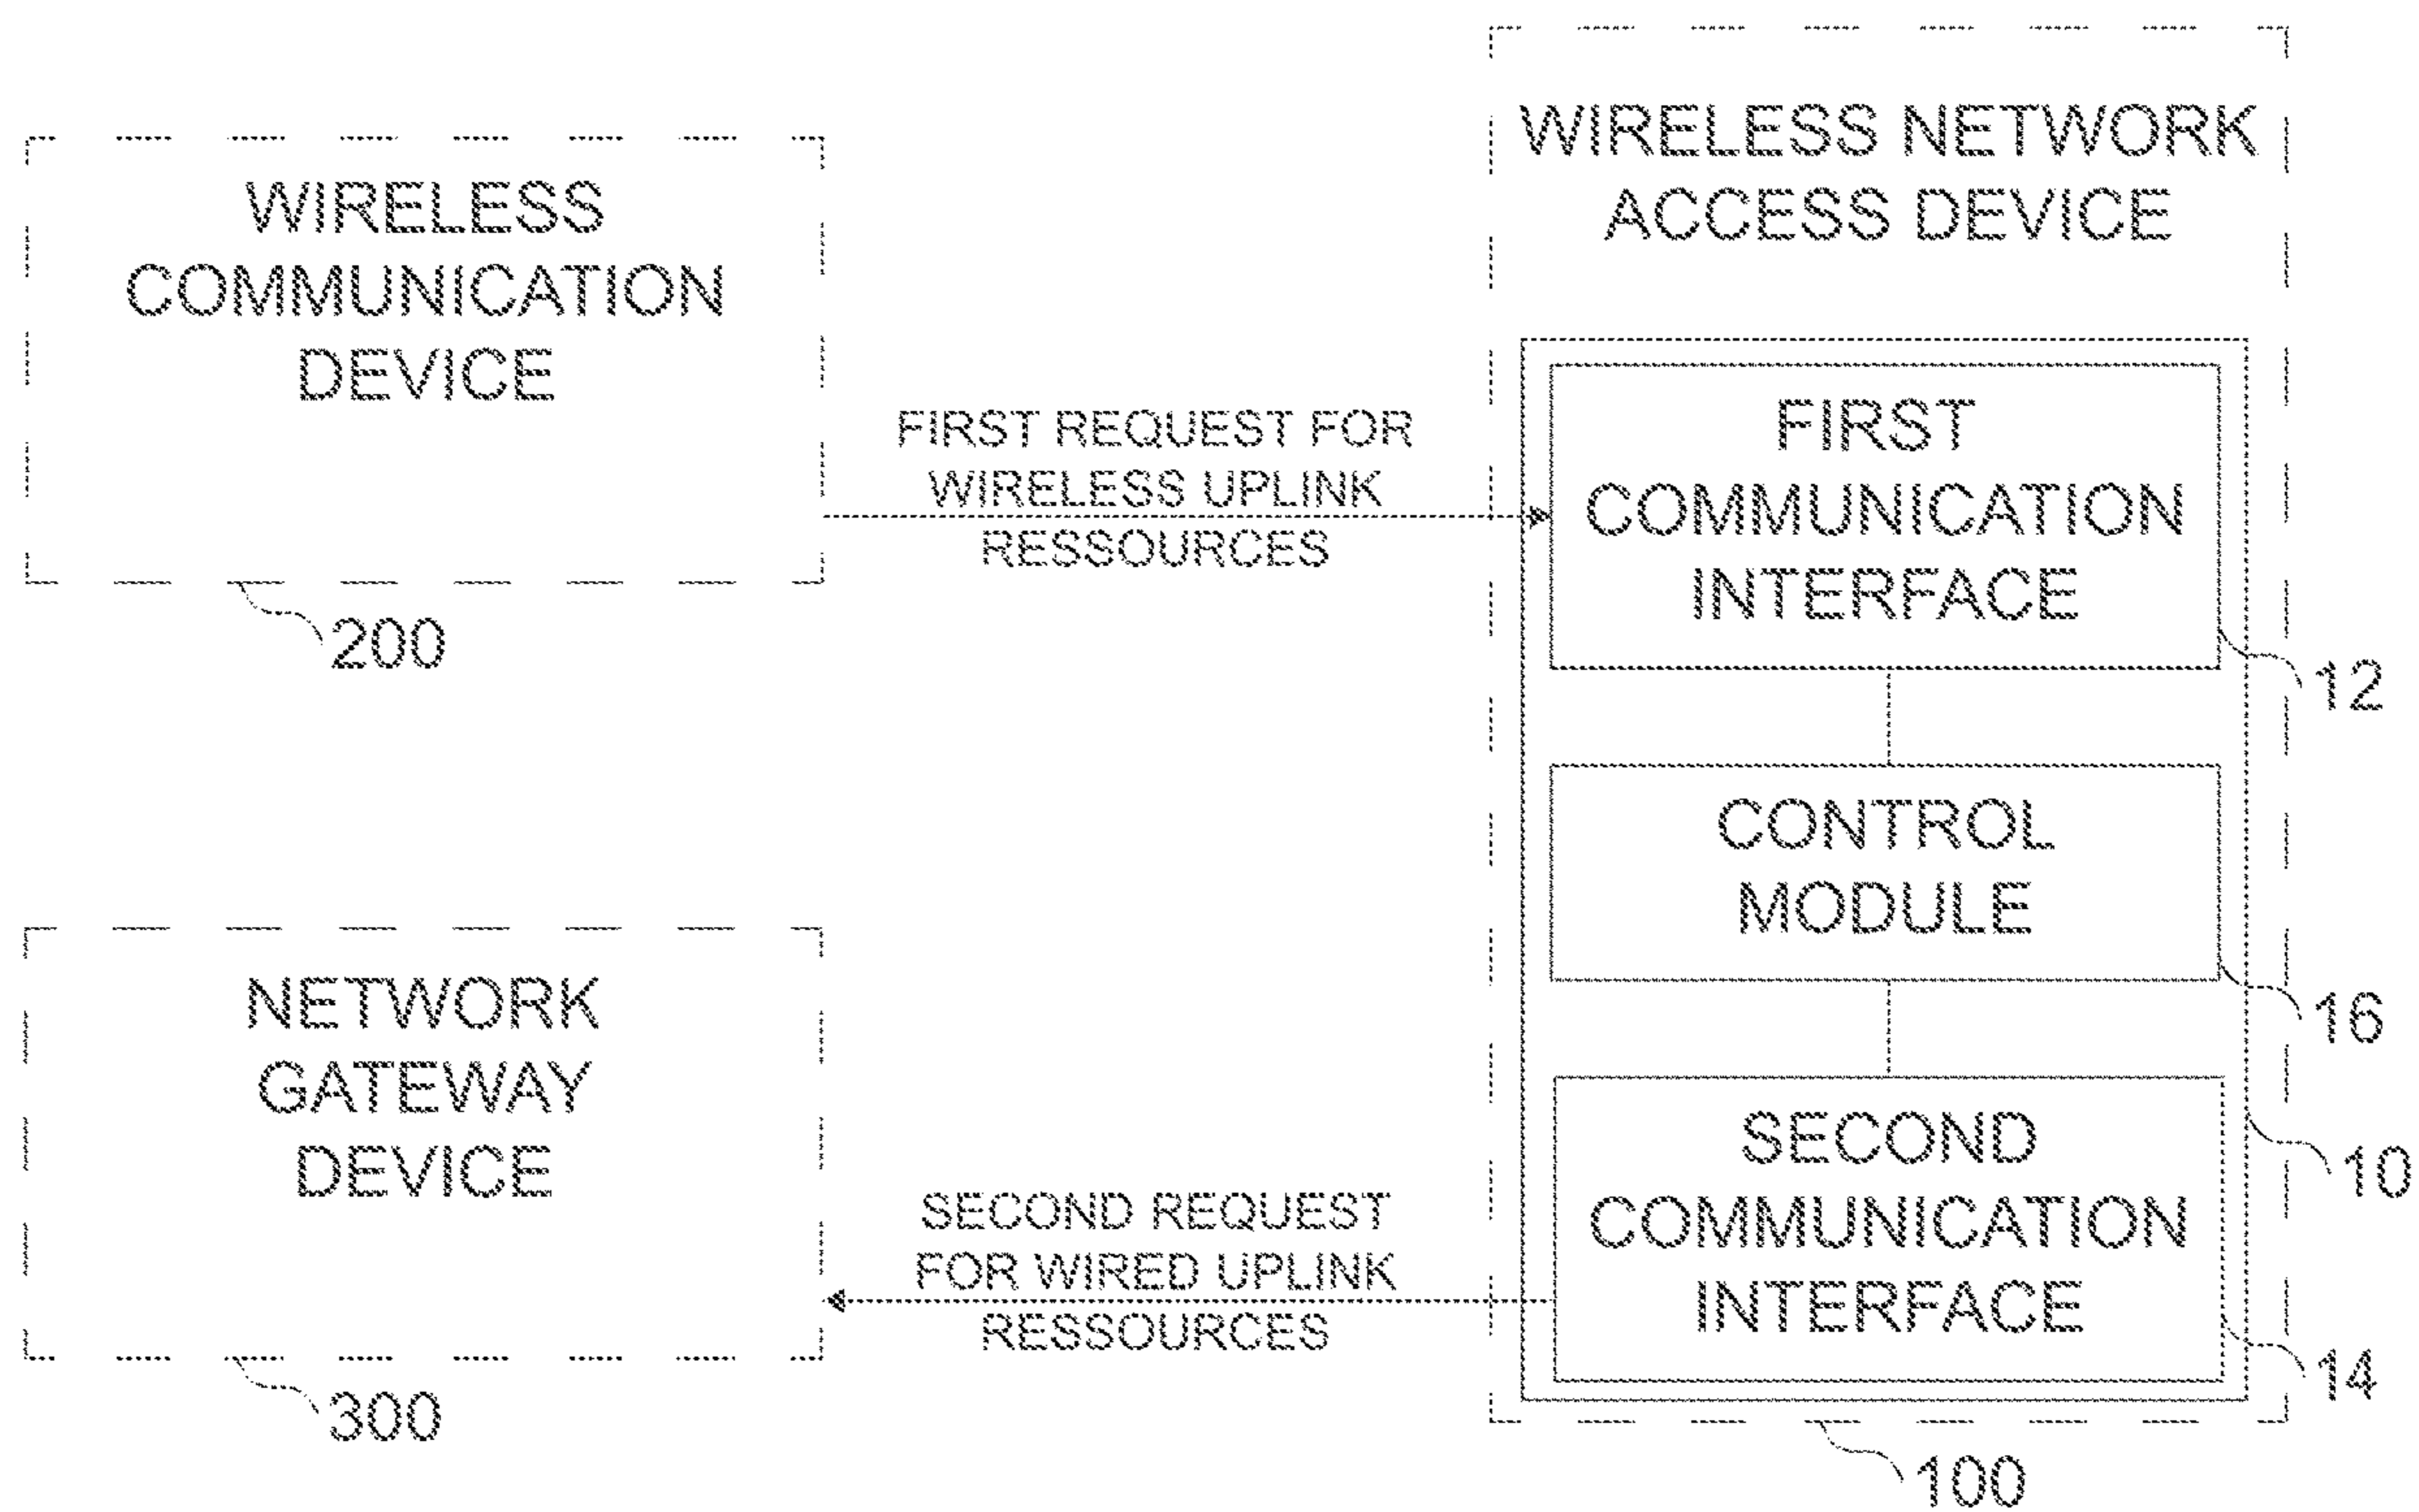 WIRELESS
COMMUNICATION
DEVICE
200
FIRST REQUEST FOR
WIRELESS UPLINK
RESSOURCES
WIRELESS NETWORK
ACCESS DEVICE
FIRST
COMMUNICATION
INTERFACE
12
CONTROL
MODULE
16
NETWORK
GATEWAY
DEVICE
300
SECOND REQUEST
FOR WIRED UPLINK
RESSOURCES
SECOND
COMMUNICATION
INTERFACE
10
14
100